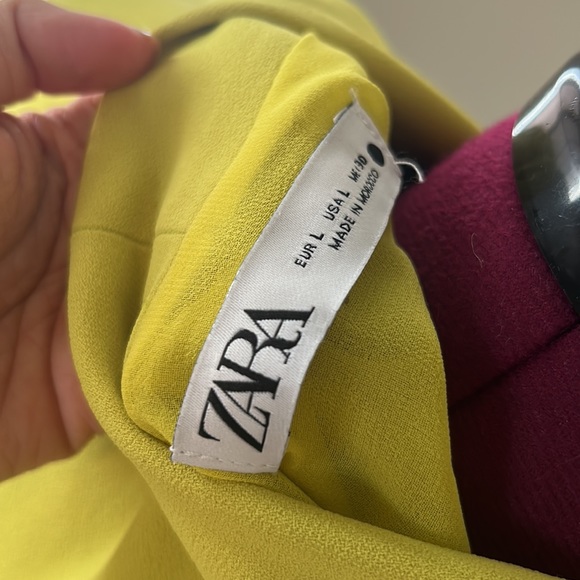 ZARA
EUR L USA L MEX 30
MADE IN MOROCCO